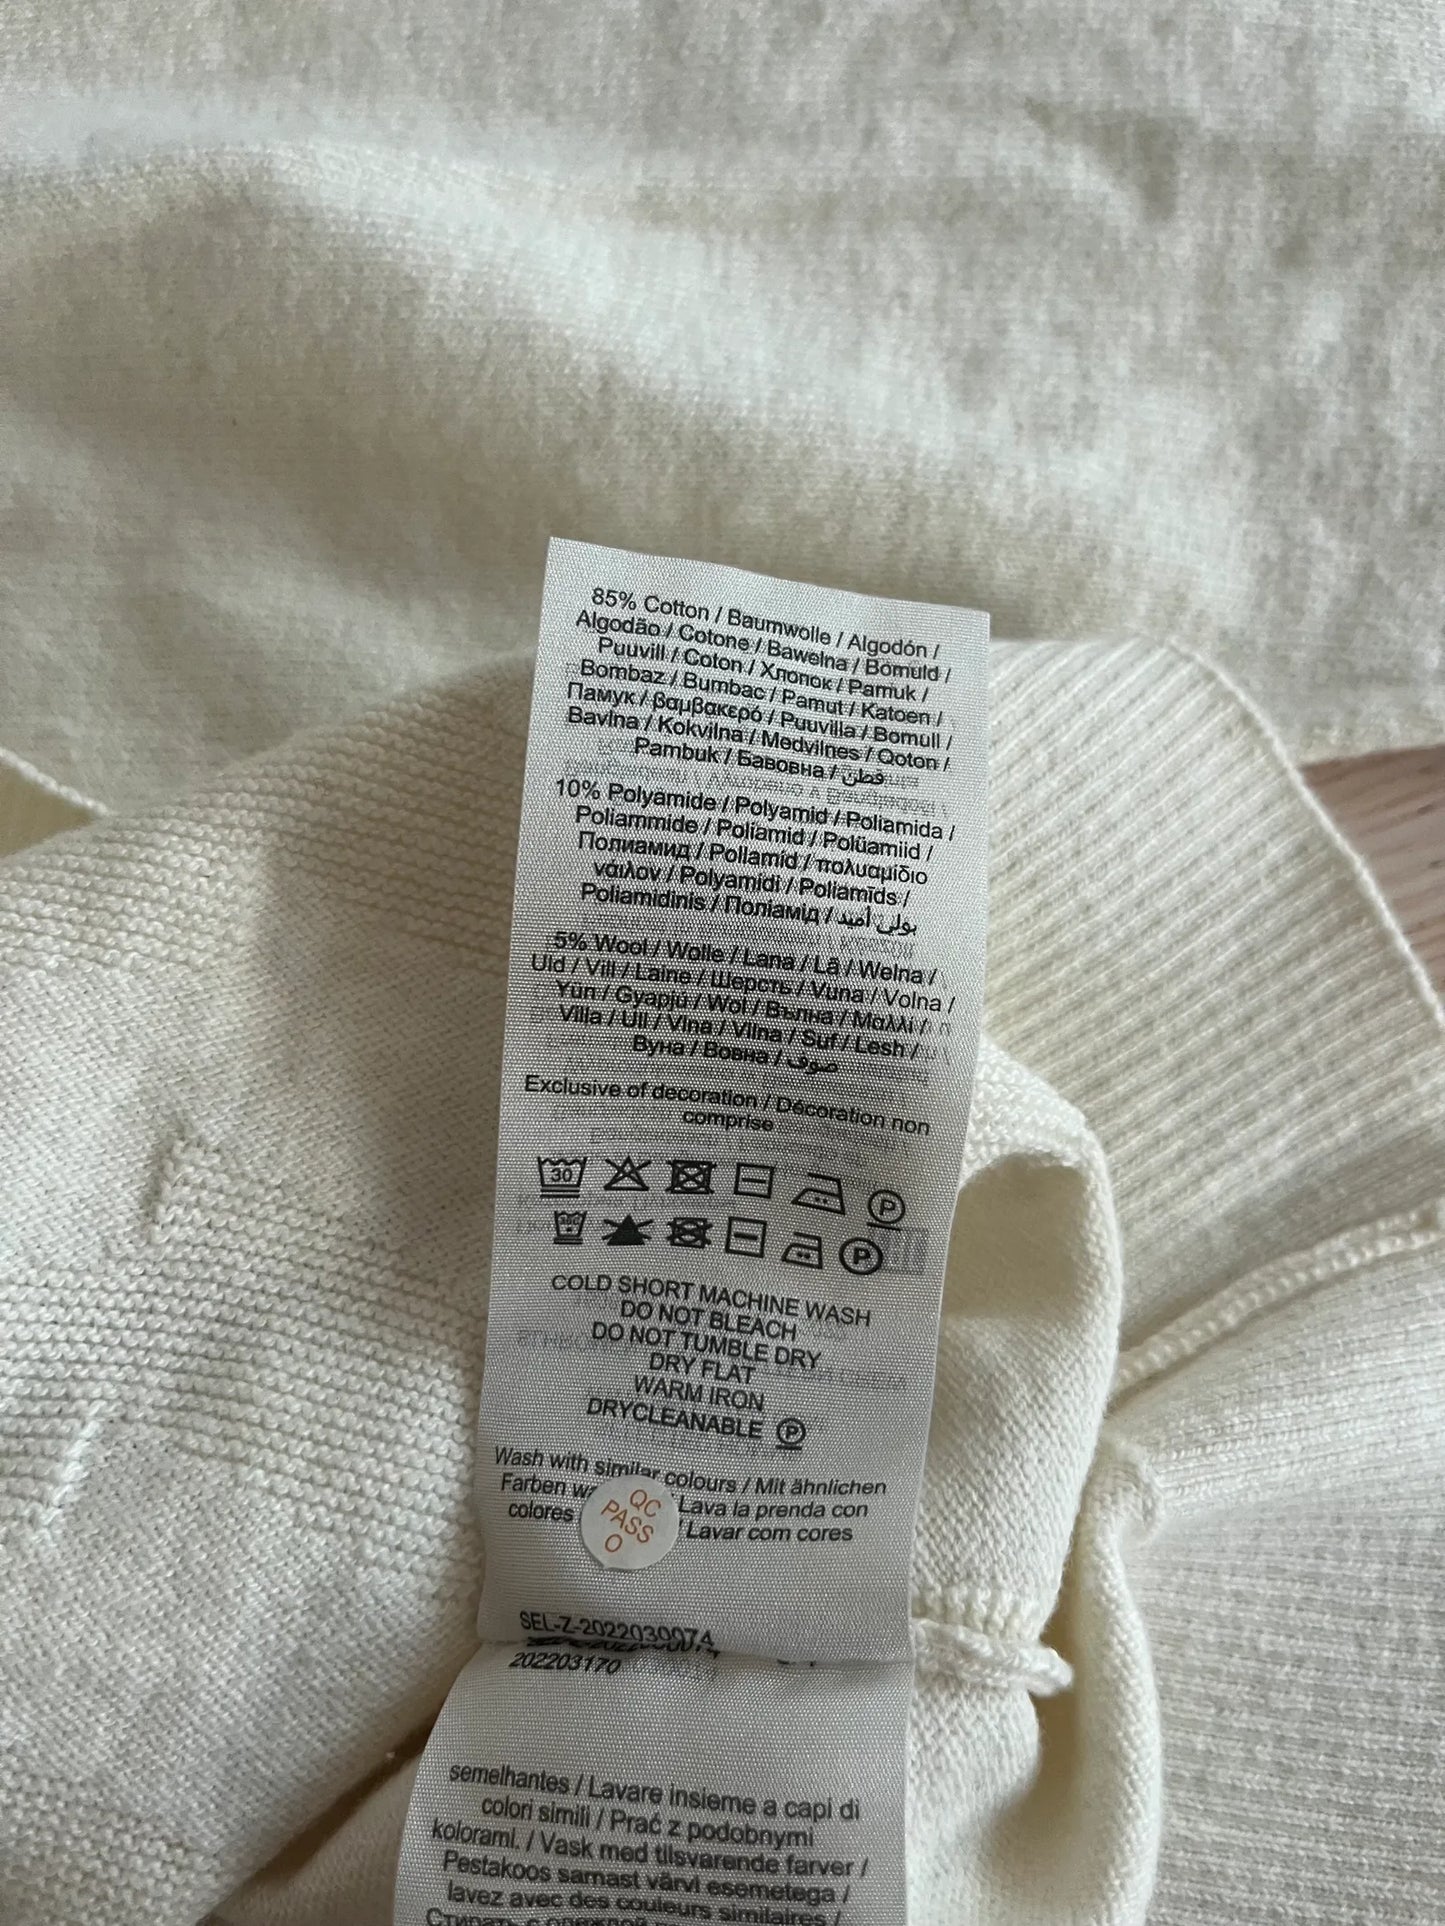 85% Cotton / Baumwolle / Algodón /
Algodão / Cotone / Bawełna / Bomuld /
Puuvill / Coton / Хлопок / Pamuk /
Bombaz / Bumbac / Pamut / Katoen /
Памук / βαμβακερό / Puuvilla / Bomull /
Bavlna / Kokvilna / Medvilnes / Qoton /
Pambuk / Бавовна / قطن
10% Polyamide / Polyamid / Poliamida /
Poliammide / Poliamid / Polüamiid /
Полиамид / Poliamid / πολυαμίδιο
νάιλον / Polyamidi / Poliamīds /
Poliamidinis / Поліамід / بولي أميد
5% Wool / Wolle / Lana / Lã / Wełna /
Uld / Vill / Laine / Шерсть / Vuna / Volna /
Yün / Gyapjú / Wol / Вълна / Μαλλί /
Villa / Ull / Vlna / Vilna / Suf / Lesh /
Вуна / Вовна / صوف
Exclusive of decoration / Décoration non
comprise
30
P
P
COLD SHORT MACHINE WASH
DO NOT BLEACH
DO NOT TUMBLE DRY
DRY FLAT
WARM IRON
DRYCLEANABLE P
Wash with similar colours / Mit ähnlichen
Farben / Lava la prenda con
colores / Lavar com cores
QC
PASS
O
SEL-Z-2022030074
202203170
semelhantes / Lavare insieme a capi di
colori simili / Prać z podobnymi
kolorami. / Vask med tilsvarende farver /
Pestakoos samast värvi esemetega /
lavez avec des couleurs similaires /